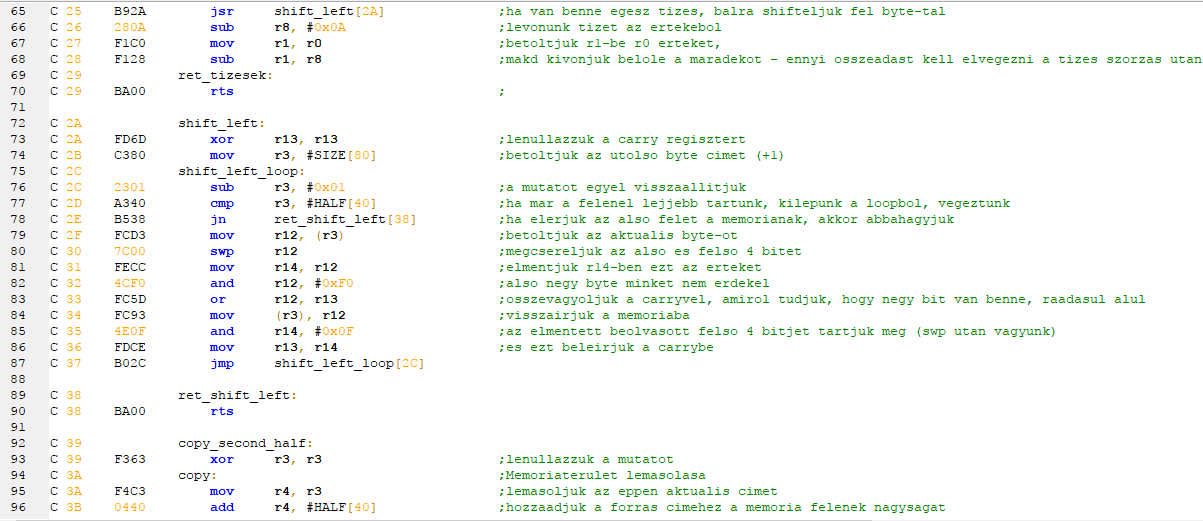 65 C 25 B92A jsr shift_left[2A] ;ha van benne egesz tizes, balra shifteljuk fel byte-tal
66 C 26 280A sub r8, #0x0A ;levonunk tizet az ertekebol
67 C 27 F1C0 mov r1, r0 ;betoltjuk r1-be r0 erteket,
68 C 28 F128 sub r1, r8 ;makd kivonjuk belole a maradekot - ennyi osszeadast kell elvegezni a tizes szorzas utan
69 C 29 ret_tizesek:
70 C 29 BA00 rts ;
71
72 C 2A shift_left:
73 C 2A FD6D xor r13, r13 ;lenullazzuk a carry regisztert
74 C 2B C380 mov r3, #SIZE[80] ;betoltjuk az utolso byte cimet (+1)
75 C 2C shift_left_loop:
76 C 2C 2301 sub r3, #0x01 ;a mutatot egyel visszaallitjuk
77 C 2D A340 cmp r3, #HALF[40] ;ha mar a felenel lejjebb tartunk, kilepunk a loopbol, vegeztunk
78 C 2E B538 jn ret_shift_left[38] ;ha elerjuk az also felet a memorianak, akkor abbahagyjuk
79 C 2F FCD3 mov r12, (r3) ;betoltjuk az aktualis byte-ot
80 C 30 7C00 swp r12 ;megcsereljuk az also es felso 4 bitet
81 C 31 FECC mov r14, r12 ;elmentjuk r14-ben ezt az erteket
82 C 32 4CF0 and r12, #0xF0 ;also negy byte minket nem erdekel
83 C 33 FC5D or r12, r13 ;osszevagyoljuk a carryvel, amirol tudjuk, hogy negy bit van benne, raadasul alul
84 C 34 FC93 mov (r3), r12 ;visszairjuk a memoriaba
85 C 35 4E0F and r14, #0x0F ;az elmentett beolvasott felso 4 bitjet tartjuk meg (swp utan vagyunk)
86 C 36 FDCE mov r13, r14 ;es ezt beleirjuk a carrybe
87 C 37 B02C jmp shift_left_loop[2C]
88
89 C 38 ret_shift_left:
90 C 38 BA00 rts
91
92 C 39 copy_second_half:
93 C 39 F363 xor r3, r3 ;lenullazzuk a mutatot
94 C 3A copy: ;Memoriaterulet lemasolasa
95 C 3A F4C3 mov r4, r3 ;lemasoljuk az eppen aktualis cimet
96 C 3B 0440 add r4, #HALF[40] ;hozzaadjuk a forras cimehez a memoria felenek nagysagat